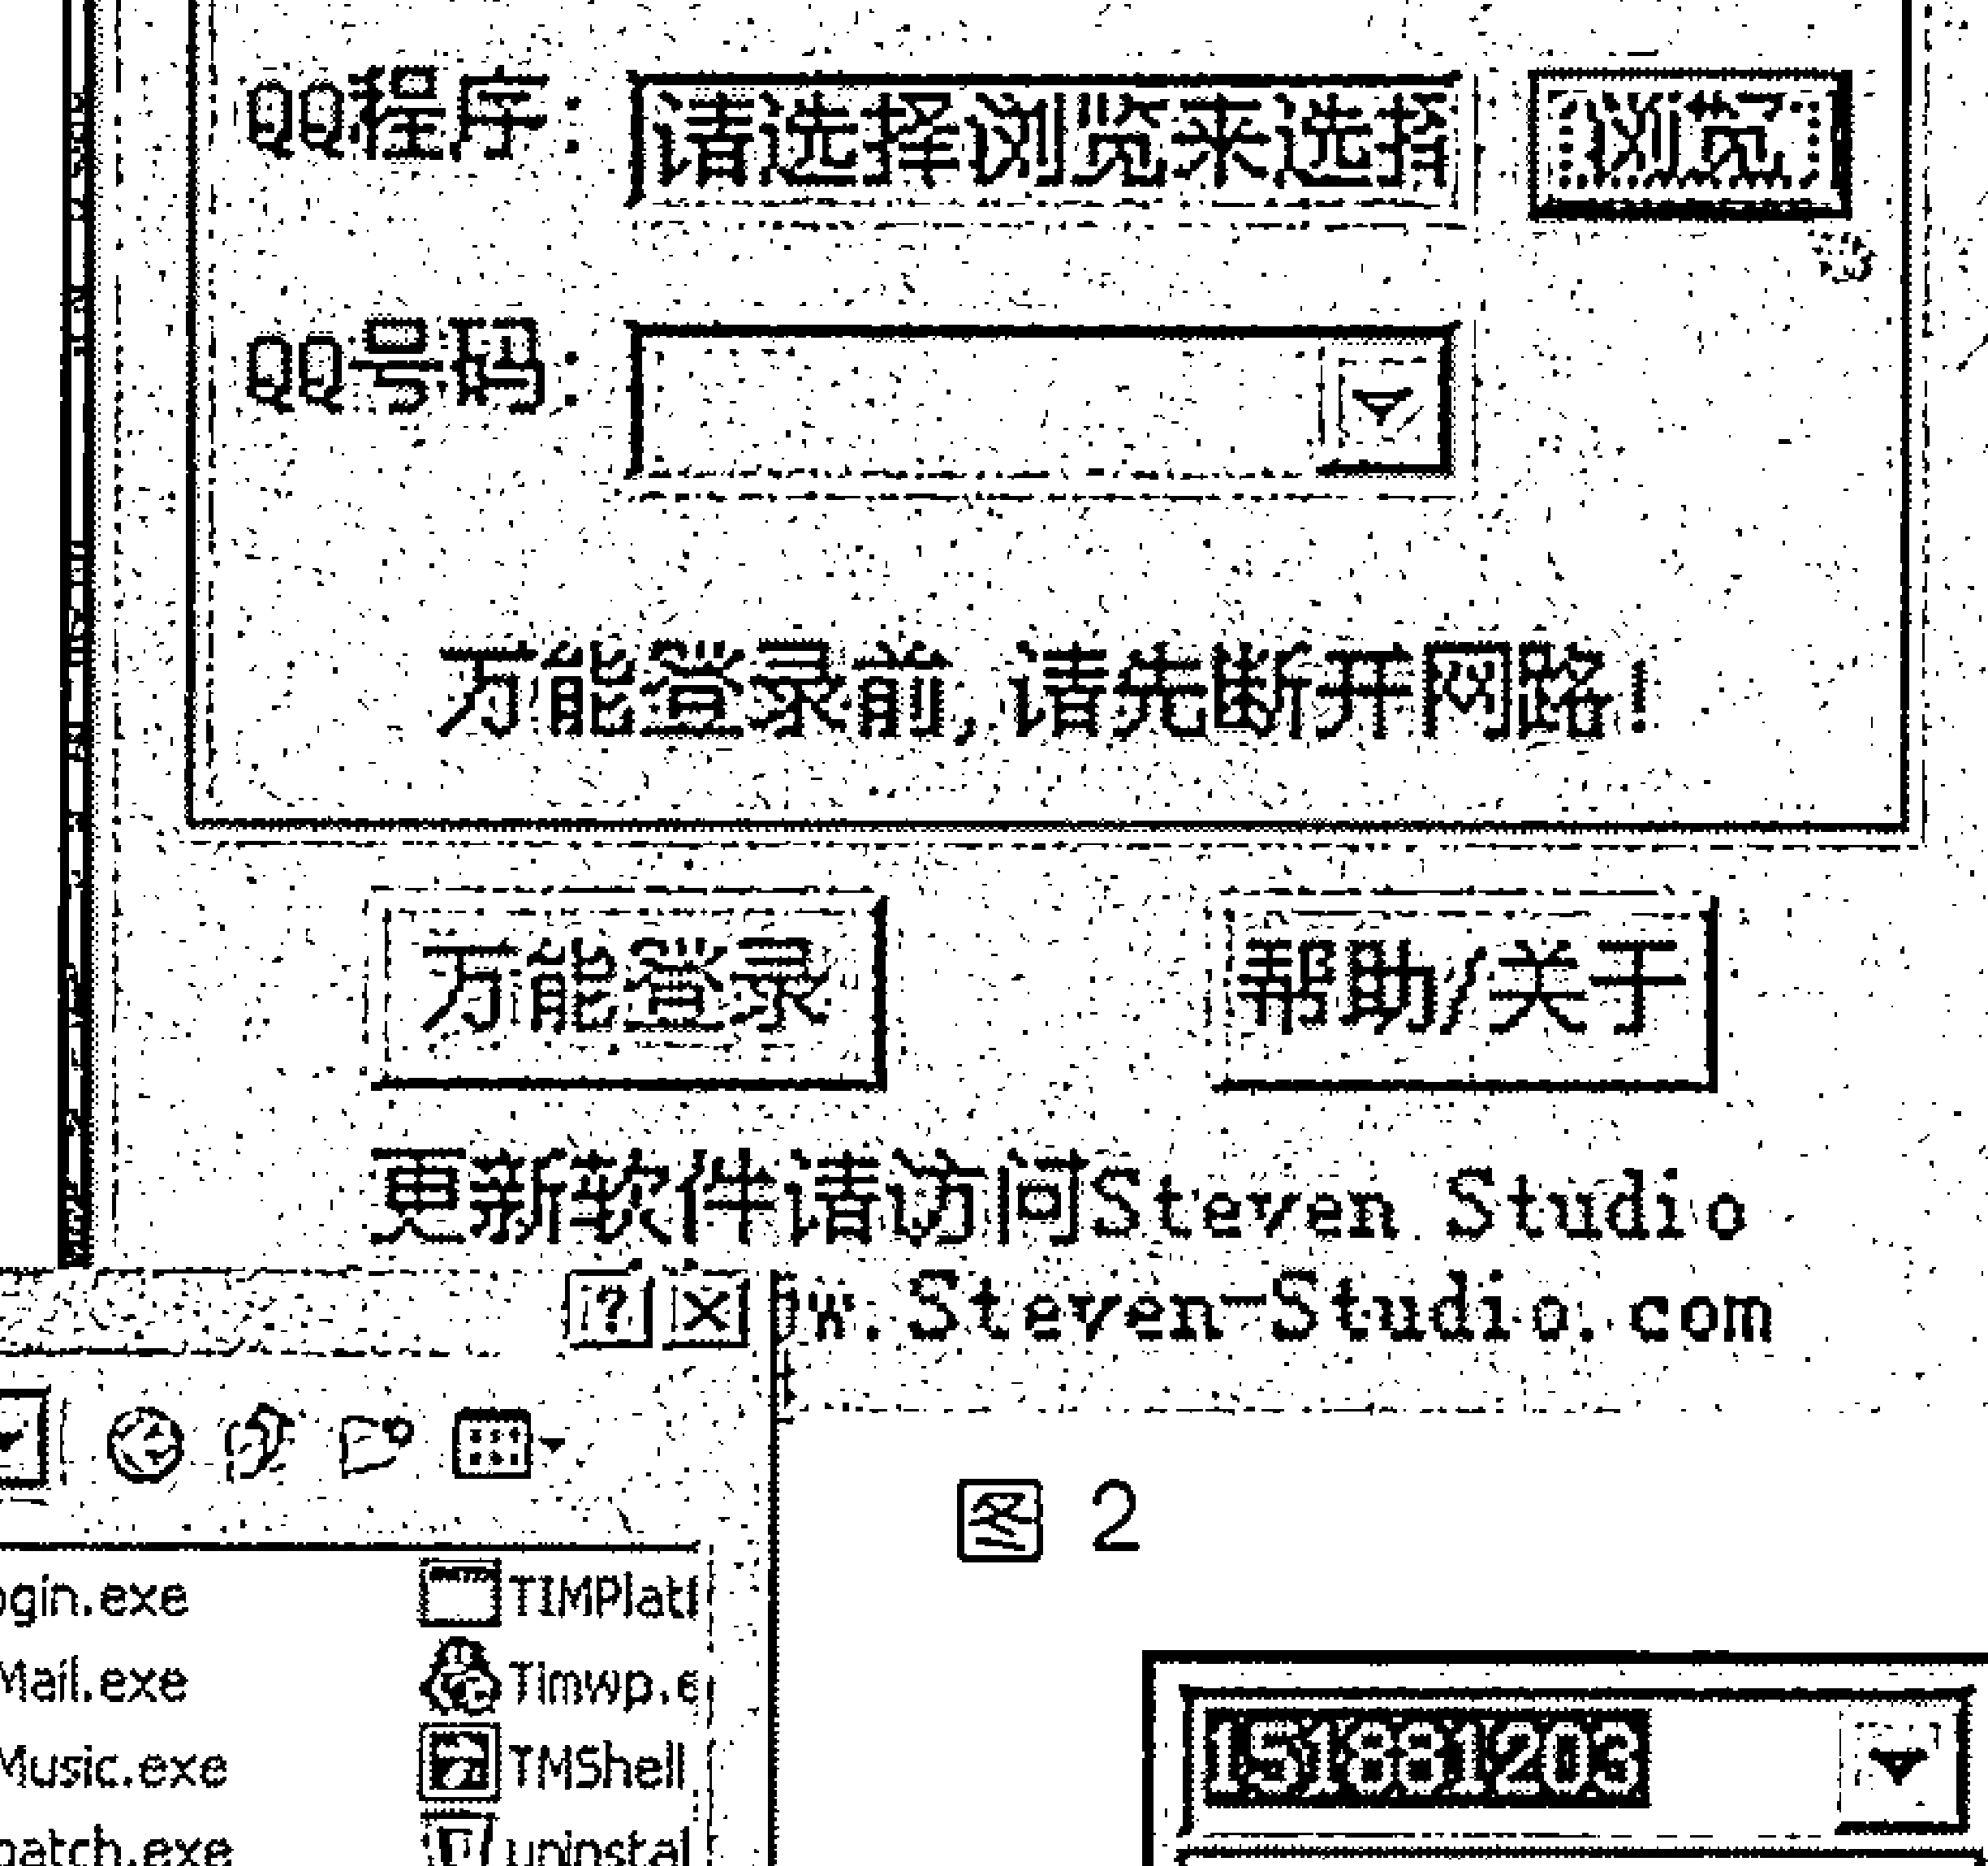 QQ程序: 请选择浏览来选择 浏览
QQ号码:
万能登录前,请先断开网路!
万能登录 帮助/关于
更新软件请访问Steven Studio
w.Steven-Studio.com
图 2
ogin.exe TIMPlatf
Mail.exe Timwp.e
Music.exe TMShell
patch.exe uninstal
151881203